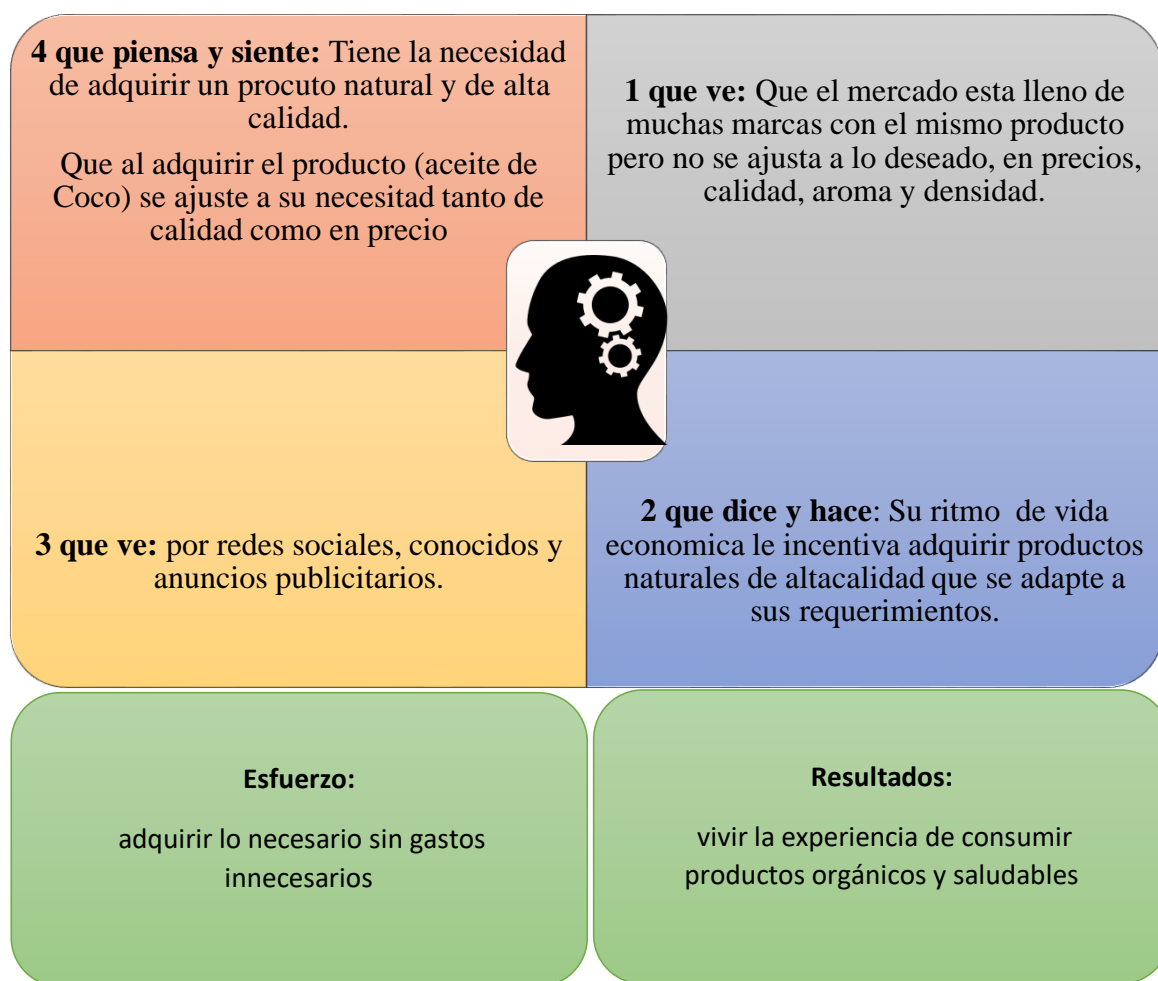 4 que piensa y siente: Tiene la necesidad
de adquirir un procuto natural y de alta
calidad.
Que al adquirir el producto (aceite de
Coco) se ajuste a su necesitad tanto de
calidad como en precio
1 que ve: Que el mercado esta lleno de
muchas marcas con el mismo producto
pero no se ajusta a lo deseado, en precios,
calidad, aroma y densidad.
3 que ve: por redes sociales, conocidos y
anuncios publicitarios.
2 que dice y hace: Su ritmo de vida
economica le incentiva adquirir productos
naturales de altacalidad que se adapte a
sus requerimientos.
Esfuerzo:
adquirir lo necesario sin gastos
innecesarios
Resultados:
vivir la experiencia de consumir
productos orgánicos y saludables